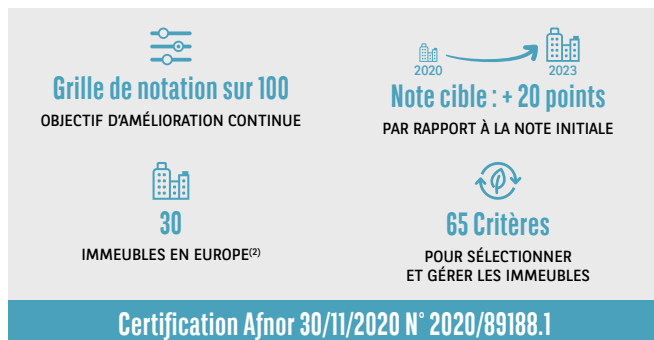 Grille de notation sur 100
OBJECTIF D'AMÉLIORATION CONTINUE
2020
2023
Note cible : + 20 points
PAR RAPPORT À LA NOTE INITIALE
30
IMMEUBLES EN EUROPE(2)
65 Critères
POUR SÉLECTIONNER
ET GÉRER LES IMMEUBLES
Certification Afnor 30/11/2020 N° 2020/89188.1